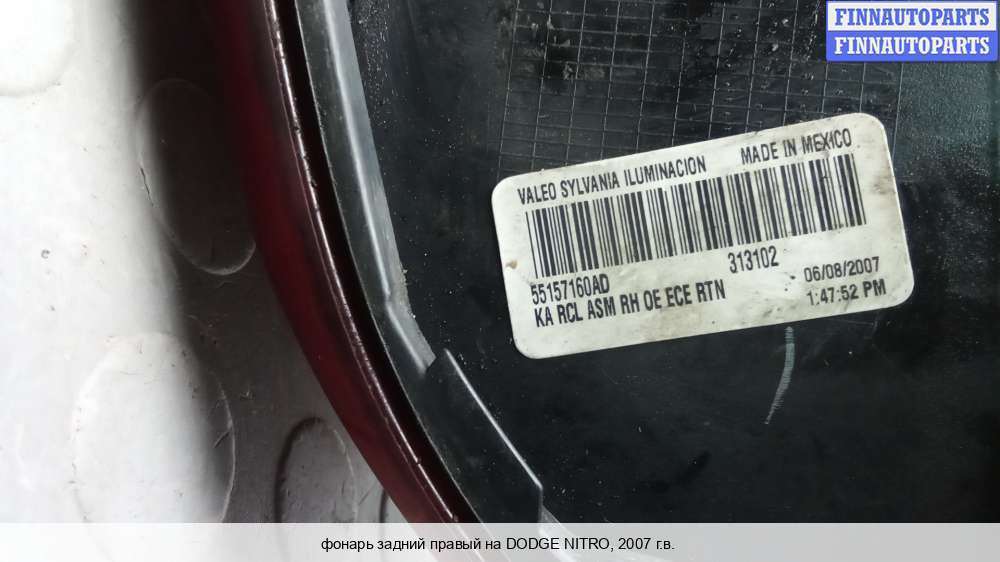 FINNAUTOPARTS
FINNAUTOPARTS
VALEO SYLVANIA ILUMINACION MADE IN MEXICO
313102
55157160AD 06/08/2007
KA RCL ASM RH OE ECE RTN 1:47:52 PM
фонарь задний правый на DODGE NITRO, 2007 г.в.